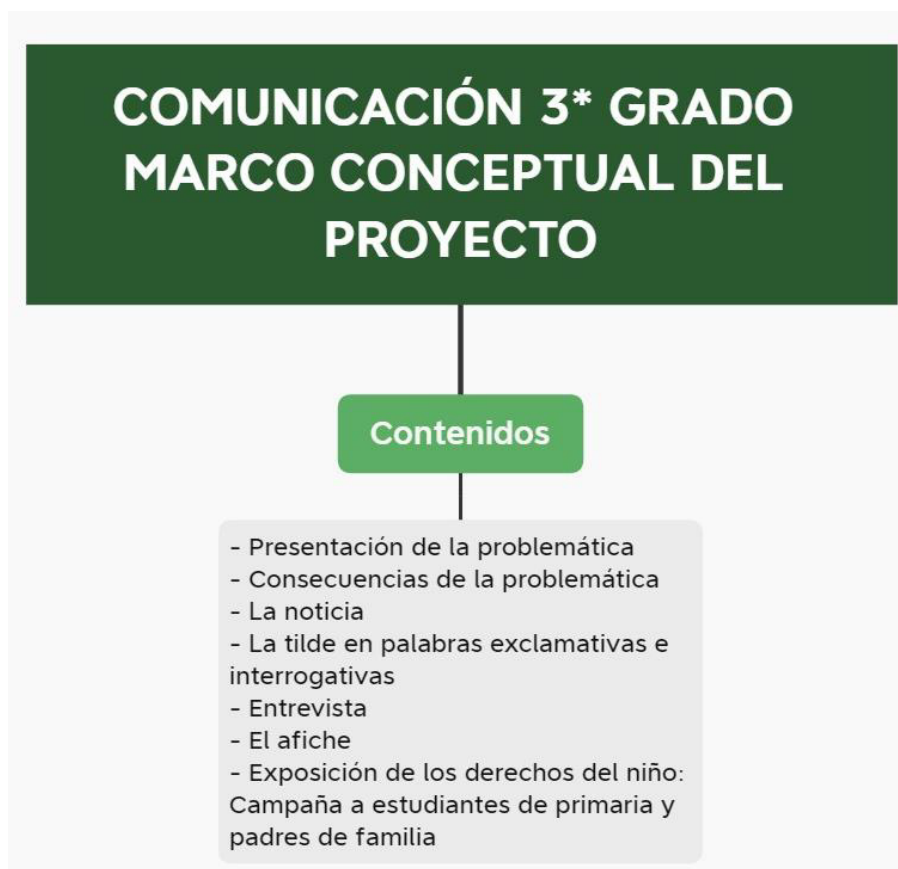 COMUNICACIÓN 3* GRADO
MARCO CONCEPTUAL DEL
PROYECTO
Contenidos
- Presentación de la problemática
- Consecuencias de la problemática
- La noticia
- La tilde en palabras exclamativas e
interrogativas
- Entrevista
- El afiche
- Exposición de los derechos del niño:
Campaña a estudiantes de primaria y
padres de familia